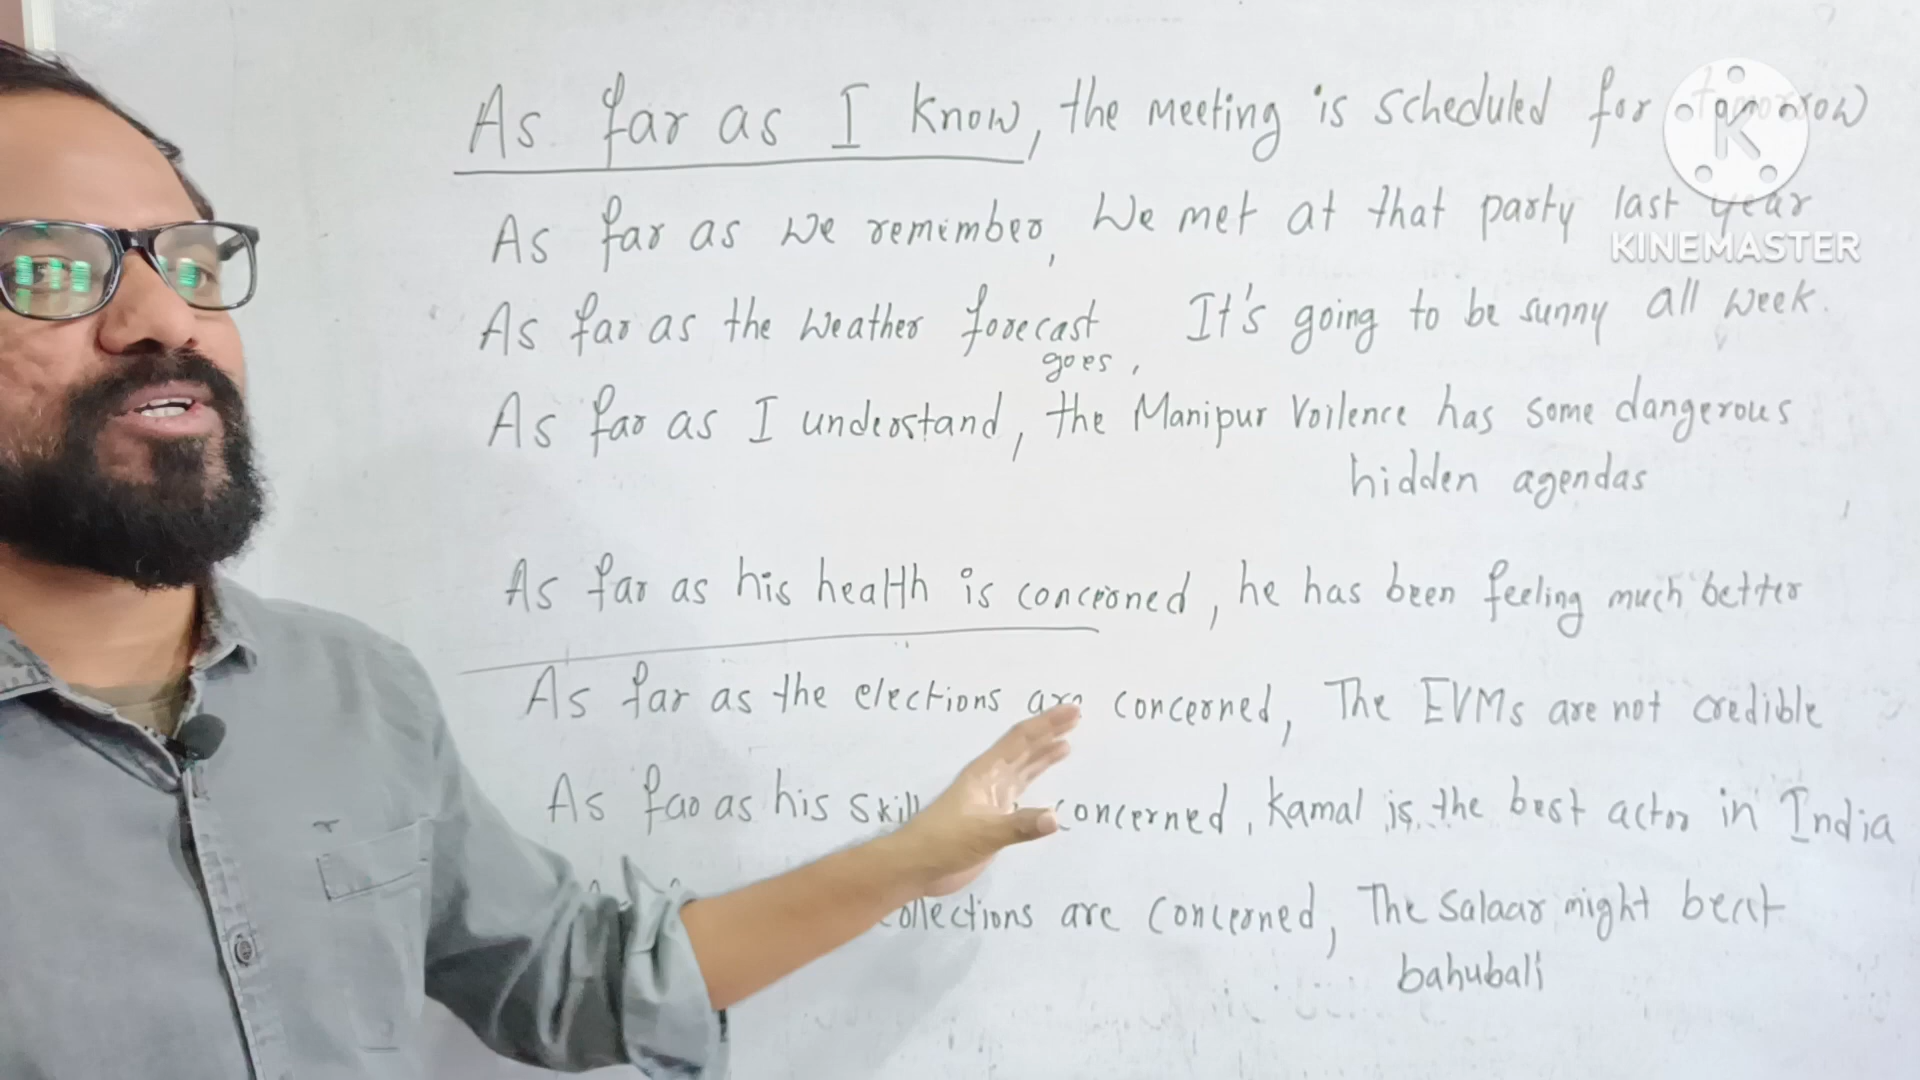 As far as I know, the meeting is scheduled for tomorrow
As far as we remember, We met at that party last year
KINEMASTER
As far as the weather forecast It's going to be sunny all week.
goes,
As far as I understand, the Manipur Voilence has some dangerous
hidden agendas
As far as his health is concerned, he has been feeling much better
As far as the elections are concerned, The EVMs are not credible
As far as his skill concerned, Kamal is the best actor in India
collections are concerned, The Salaar might beat
bahubali